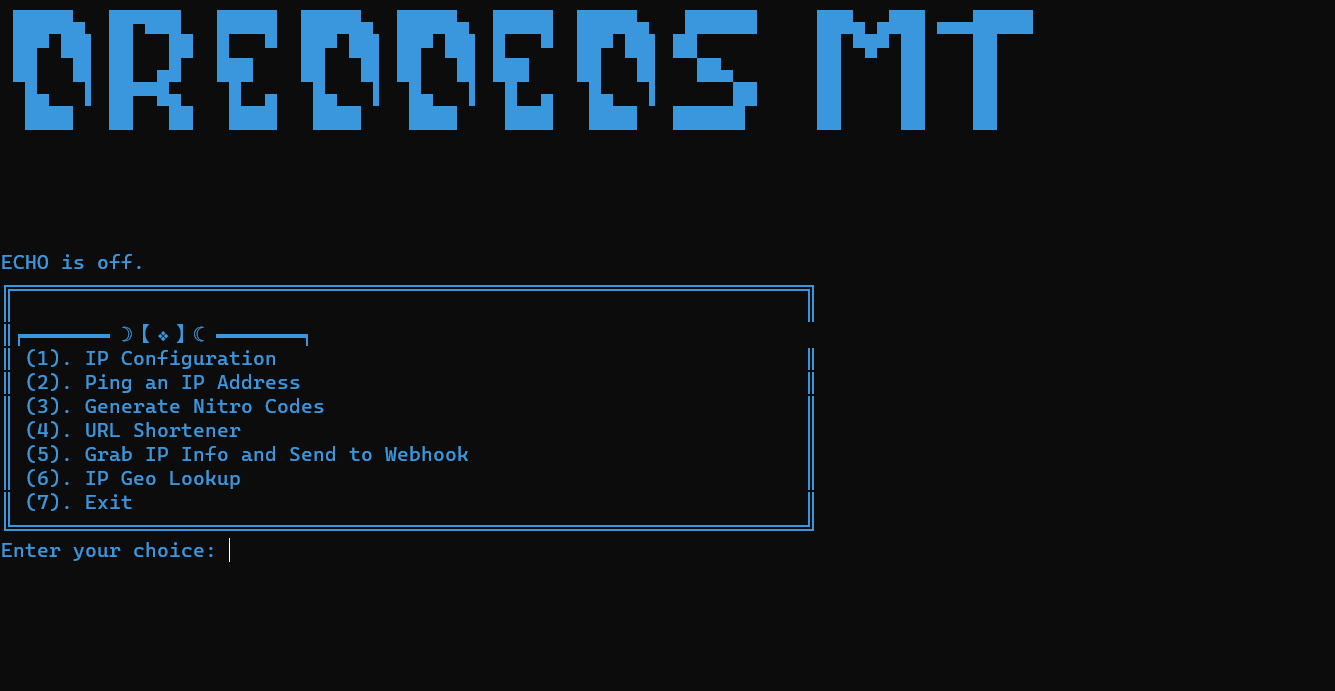 OREOOEOS MT
ECHO is off.
☽【❖】☾
(1). IP Configuration
(2). Ping an IP Address
(3). Generate Nitro Codes
(4). URL Shortener
(5). Grab IP Info and Send to Webhook
(6). IP Geo Lookup
(7). Exit
Enter your choice: